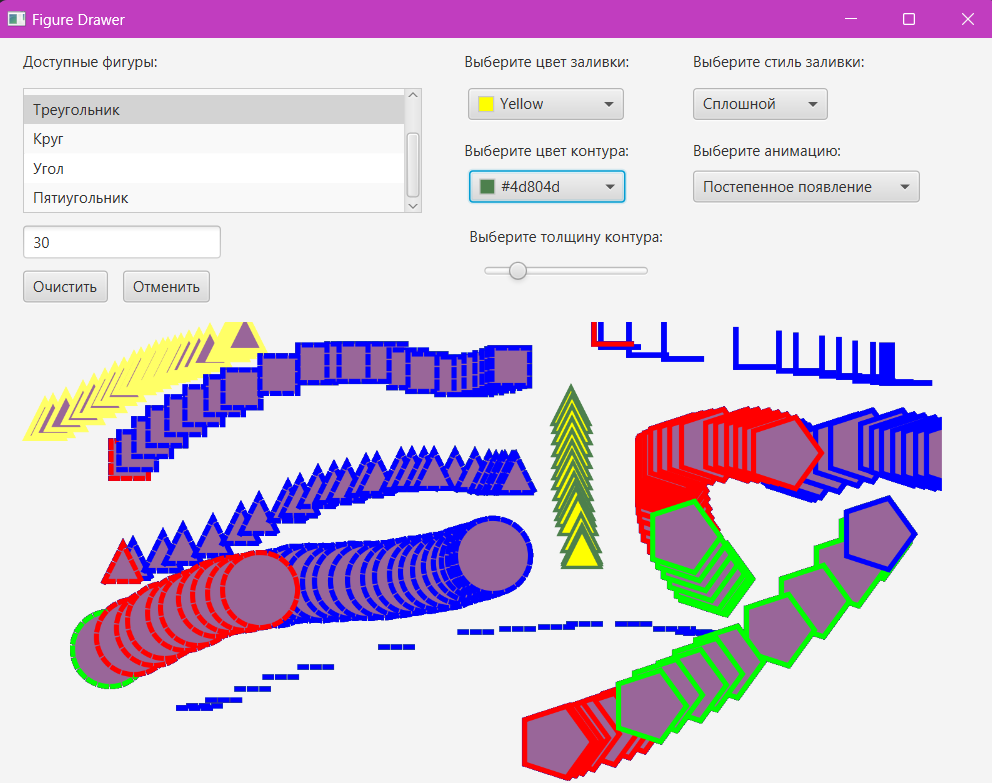 Figure Drawer
Доступные фигуры:
Треугольник
Круг
Угол
Пятиугольник
30
Очистить
Отменить
Выберите цвет заливки:
Yellow
Выберите цвет контура:
#4d804d
Выберите толщину контура:
Выберите стиль заливки:
Сплошной
Выберите анимацию:
Постепенное появление